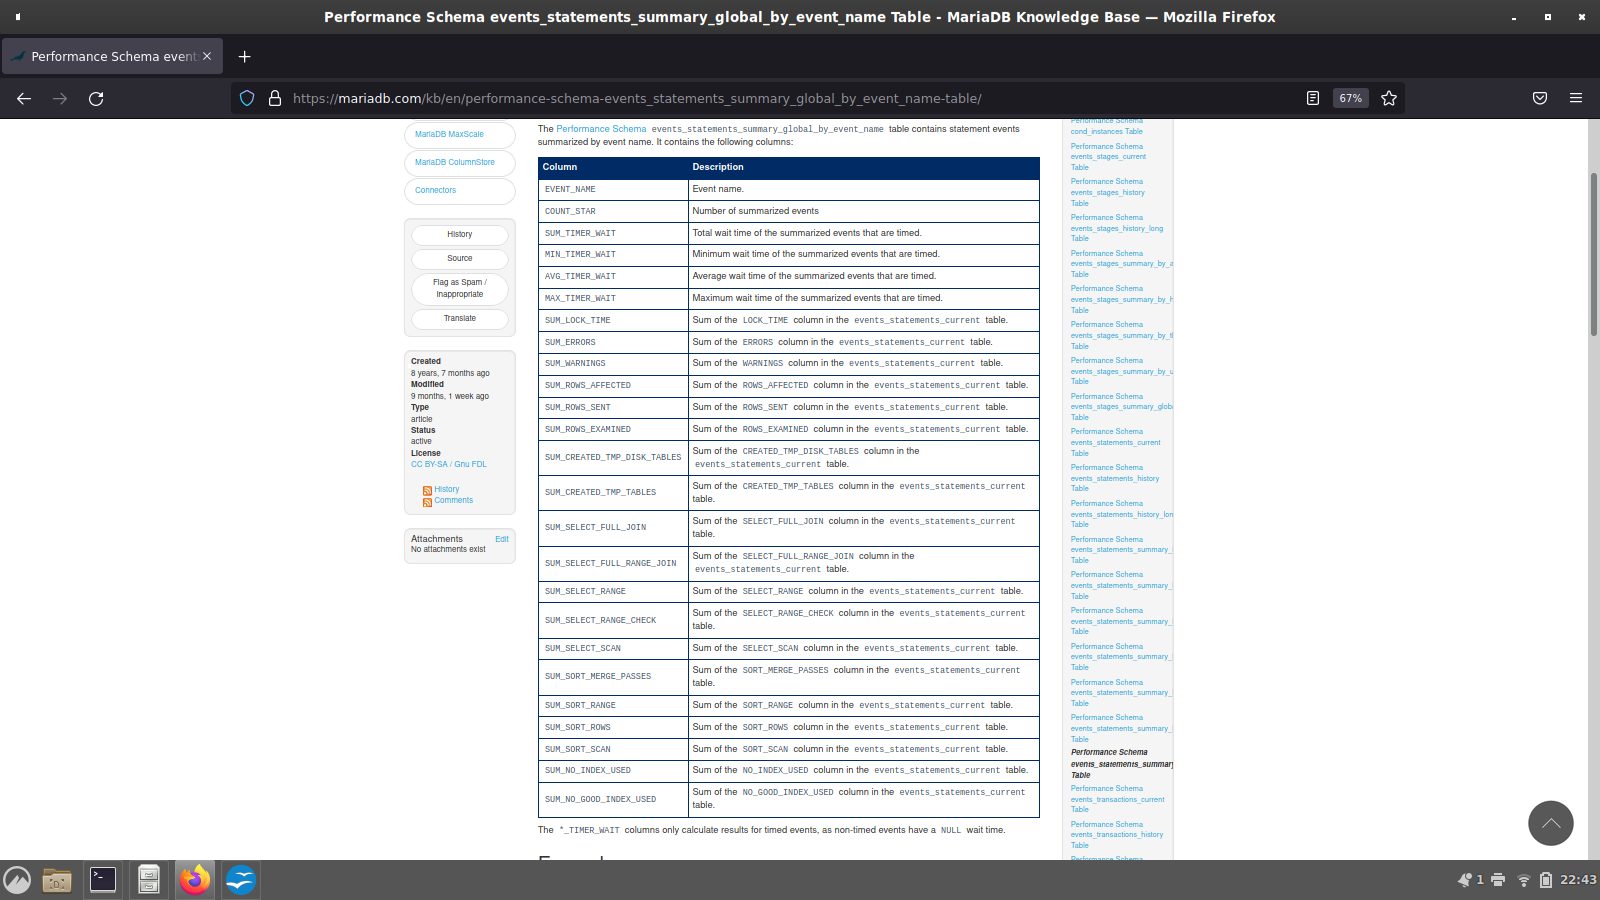 Performance Schema events_statements_summary_global_by_event_name Table - MariaDB Knowledge Base — Mozilla Firefox
Performance Schema event
https://mariadb.com/kb/en/performance-schema-events_statements_summary_global_by_event_name-table/
67%
MariaDB MaxScale
MariaDB ColumnStore
Connectors
History
Source
Flag as Spam /
Inappropriate
Translate
Created
8 years, 7 months ago
Modified
9 months, 1 week ago
Type
article
Status
active
License
CC BY-SA / Gnu FDL
History
Comments
Attachments Edit
No attachments exist
The Performance Schema events_statements_summary_global_by_event_name table contains statement events
summarized by event name. It contains the following columns:
Column Description
EVENT_NAME Event name.
COUNT_STAR Number of summarized events
SUM_TIMER_WAIT Total wait time of the summarized events that are timed.
MIN_TIMER_WAIT Minimum wait time of the summarized events that are timed.
AVG_TIMER_WAIT Average wait time of the summarized events that are timed.
MAX_TIMER_WAIT Maximum wait time of the summarized events that are timed.
SUM_LOCK_TIME Sum of the LOCK_TIME column in the events_statements_current table.
SUM_ERRORS Sum of the ERRORS column in the events_statements_current table.
SUM_WARNINGS Sum of the WARNINGS column in the events_statements_current table.
SUM_ROWS_AFFECTED Sum of the ROWS_AFFECTED column in the events_statements_current table.
SUM_ROWS_SENT Sum of the ROWS_SENT column in the events_statements_current table.
SUM_ROWS_EXAMINED Sum of the ROWS_EXAMINED column in the events_statements_current table.
SUM_CREATED_TMP_DISK_TABLES Sum of the CREATED_TMP_DISK_TABLES column in the
events_statements_current table.
SUM_CREATED_TMP_TABLES Sum of the CREATED_TMP_TABLES column in the events_statements_current
table.
SUM_SELECT_FULL_JOIN Sum of the SELECT_FULL_JOIN column in the events_statements_current
table.
SUM_SELECT_FULL_RANGE_JOIN Sum of the SELECT_FULL_RANGE_JOIN column in the
events_statements_current table.
SUM_SELECT_RANGE Sum of the SELECT_RANGE column in the events_statements_current table.
SUM_SELECT_RANGE_CHECK Sum of the SELECT_RANGE_CHECK column in the events_statements_current
table.
SUM_SELECT_SCAN Sum of the SELECT_SCAN column in the events_statements_current table.
SUM_SORT_MERGE_PASSES Sum of the SORT_MERGE_PASSES column in the events_statements_current
table.
SUM_SORT_RANGE Sum of the SORT_RANGE column in the events_statements_current table.
SUM_SORT_ROWS Sum of the SORT_ROWS column in the events_statements_current table.
SUM_SORT_SCAN Sum of the SORT_SCAN column in the events_statements_current table.
SUM_NO_INDEX_USED Sum of the NO_INDEX_USED column in the events_statements_current table.
SUM_NO_GOOD_INDEX_USED Sum of the NO_GOOD_INDEX_USED column in the events_statements_current
table.
The *_TIMER_WAIT columns only calculate results for timed events, as non-timed events have a NULL wait time.
Performance Schema
cond_instances Table
Performance Schema
events_stages_current
Table
Performance Schema
events_stages_history
Table
Performance Schema
events_stages_history_long
Table
Performance Schema
events_stages_summary_by_a
Table
Performance Schema
events_stages_summary_by_h
Table
Performance Schema
events_stages_summary_by_t
Table
Performance Schema
events_stages_summary_by_u
Table
Performance Schema
events_stages_summary_globa
Table
Performance Schema
events_statements_current
Table
Performance Schema
events_statements_history
Table
Performance Schema
events_statements_history_lon
Table
Performance Schema
events_statements_summary_
Table
Performance Schema
events_statements_summary_
Table
Performance Schema
events_statements_summary_
Table
Performance Schema
events_statements_summary_
Table
Performance Schema
events_statements_summary_
Table
Performance Schema
events_statements_summary_
Table
Performance Schema
events_statements_summary
Table
Performance Schema
events_transactions_current
Table
Performance Schema
events_transactions_history
Table
1
22:43